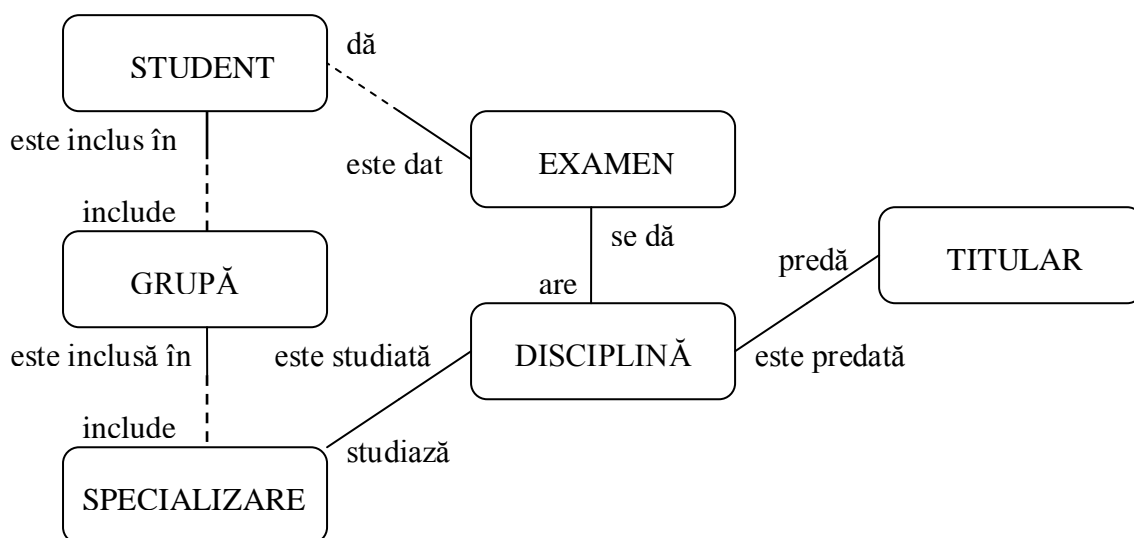 dă
STUDENT
este inclus în
este dat
EXAMEN
include
se dă
predă
TITULAR
GRUPĂ
are
este inclusă în
este studiată
DISCIPLINĂ
este predată
include
studiază
SPECIALIZARE